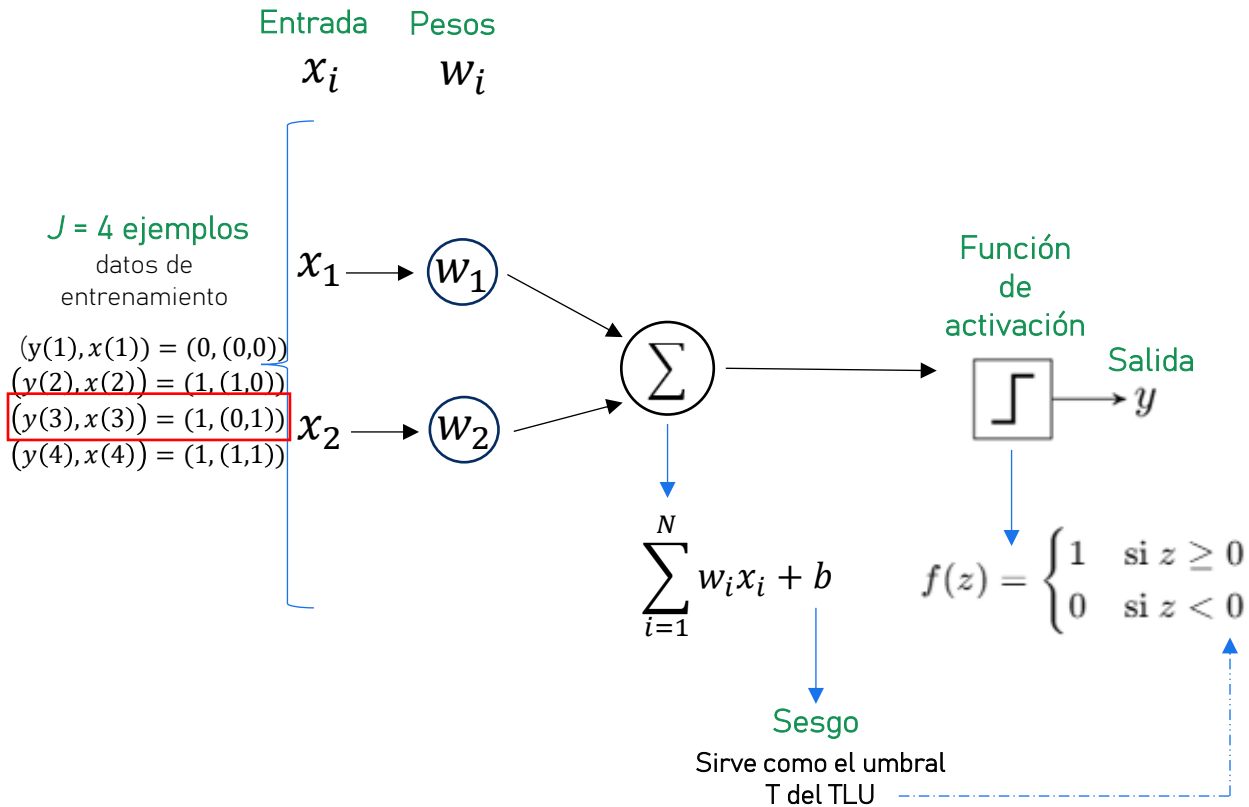 Entrada Pesos
x_i w_i
J = 4 ejemplos
datos de
entrenamiento
(y(1), x(1)) = (0, (0,0))
(y(2), x(2)) = (1, (1,0))
(y(3), x(3)) = (1, (0,1))
(y(4), x(4)) = (1, (1,1))
x_1 w_1
x_2 w_2
∑
∑_{i=1}^{N} w_i x_i + b
Sesgo
Sirve como el umbral
T del TLU
Función
de
activación
Salida
y
f(z) = { 1 si z ≥ 0
0 si z < 0